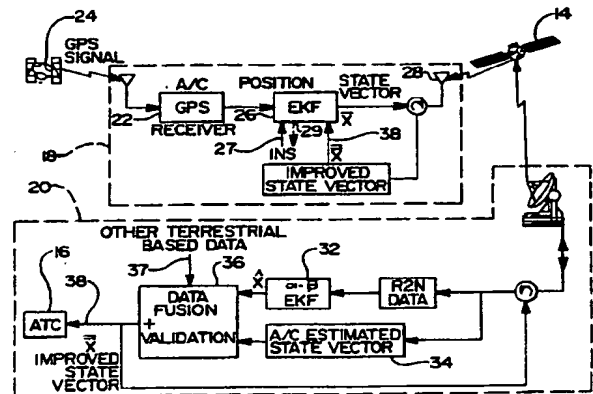 24
14
GPS
SIGNAL
A/C
POSITION
STATE
VECTOR
28
GPS
RECEIVER
22
EKF
26
29
X̄
38
18
27
INS
X̿
IMPROVED
STATE VECTOR
20
OTHER TERRESTRIAL
BASED DATA
32
16
37
36
38
X̂
α-β
EKF
R2N
DATA
ATC
DATA
FUSION
+
VALIDATION
X̿
IMPROVED
STATE
VECTOR
A/C ESTIMATED
STATE VECTOR
34